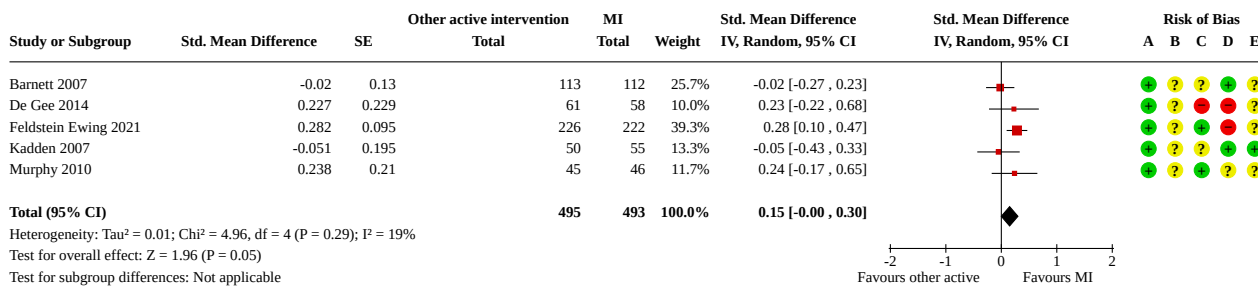 Other active intervention MI Std. Mean Difference Std. Mean Difference Risk of Bias
Study or Subgroup Std. Mean Difference SE Total Total Weight IV, Random, 95% CI IV, Random, 95% CI A B C D E
Barnett 2007 -0.02 0.13 113 112 25.7% -0.02 [-0.27 , 0.23] + ? ? + ?
De Gee 2014 0.227 0.229 61 58 10.0% 0.23 [-0.22 , 0.68] + ? − − ?
Feldstein Ewing 2021 0.282 0.095 226 222 39.3% 0.28 [0.10 , 0.47] + ? + − ?
Kadden 2007 -0.051 0.195 50 55 13.3% -0.05 [-0.43 , 0.33] + ? ? + +
Murphy 2010 0.238 0.21 45 46 11.7% 0.24 [-0.17 , 0.65] + ? + ? ?
Total (95% CI) 495 493 100.0% 0.15 [-0.00 , 0.30]
Heterogeneity: Tau² = 0.01; Chi² = 4.96, df = 4 (P = 0.29); I² = 19%
Test for overall effect: Z = 1.96 (P = 0.05)
Test for subgroup differences: Not applicable
-2 -1 0 1 2
Favours other active Favours MI